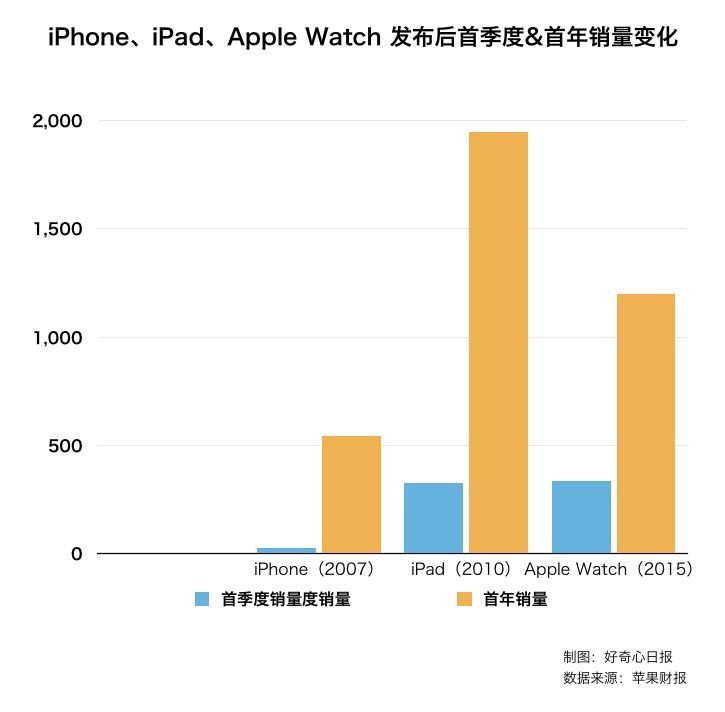 iPhone、iPad、Apple Watch 发布后首季度&首年销量变化
2,000
1,500
1,000
500
0
iPhone（2007） iPad（2010） Apple Watch（2015）
首季度销量度销量 首年销量
制图：好奇心日报
数据来源：苹果财报